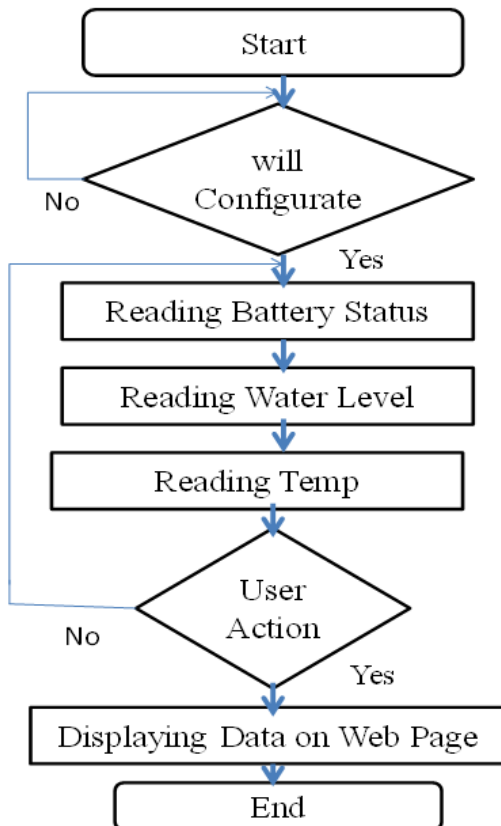 Start
will
Configurate
No
Yes
Reading Battery Status
Reading Water Level
Reading Temp
User
Action
No
Yes
Displaying Data on Web Page
End